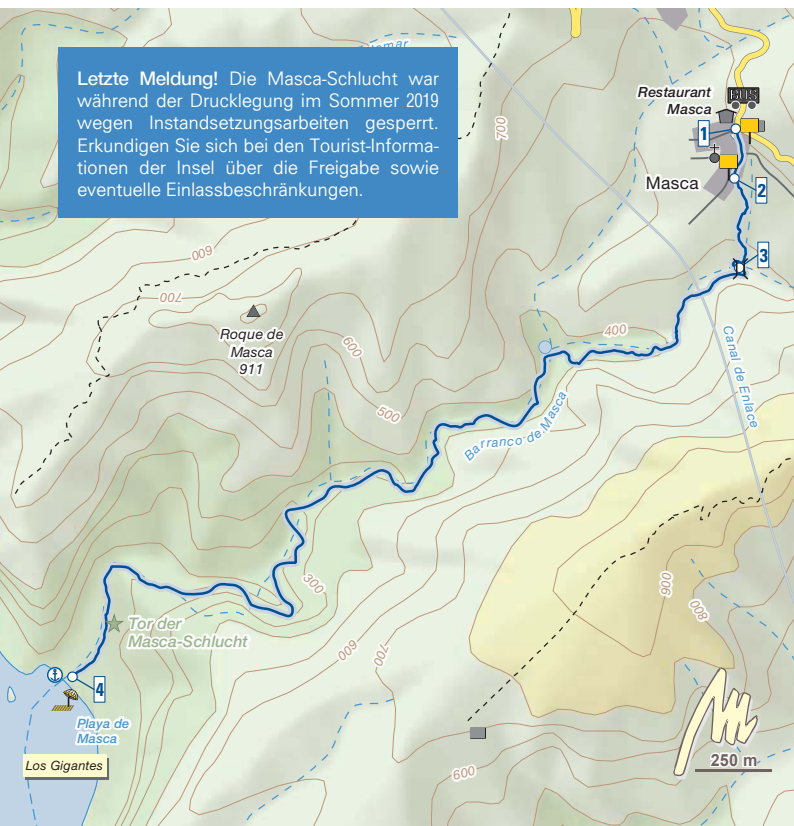 Letzte Meldung! Die Masca-Schlucht war
während der Drucklegung im Sommer 2019
wegen Instandsetzungsarbeiten gesperrt.
Erkundigen Sie sich bei den Tourist-Informa-
tionen der Insel über die Freigabe sowie
eventuelle Einlassbeschränkungen.
700
Restaurant
Masca
BUS
1
Masca
2
3
600
700
Roque de
Masca
911
600
400
Canal de Enlace
500
Barranco de Masca
300
900
800
Tor der
Masca-Schlucht
600
700
4
Playa de
Masca
Los Gigantes
600
250 m